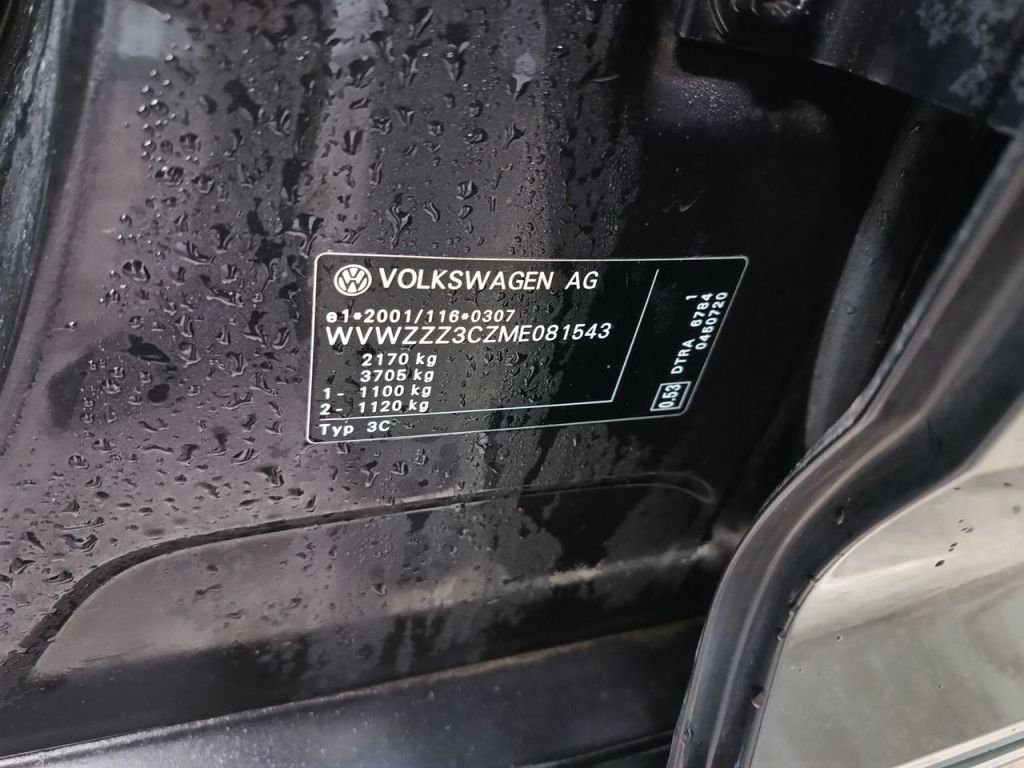 VOLKSWAGEN AG
e1*2001/116*0307
WVWZZZ3CZME081543
2170 kg
3705 kg
1- 1100 kg
2- 1120 kg
Typ 3C
0.53 DTRA 6784 1
0450720